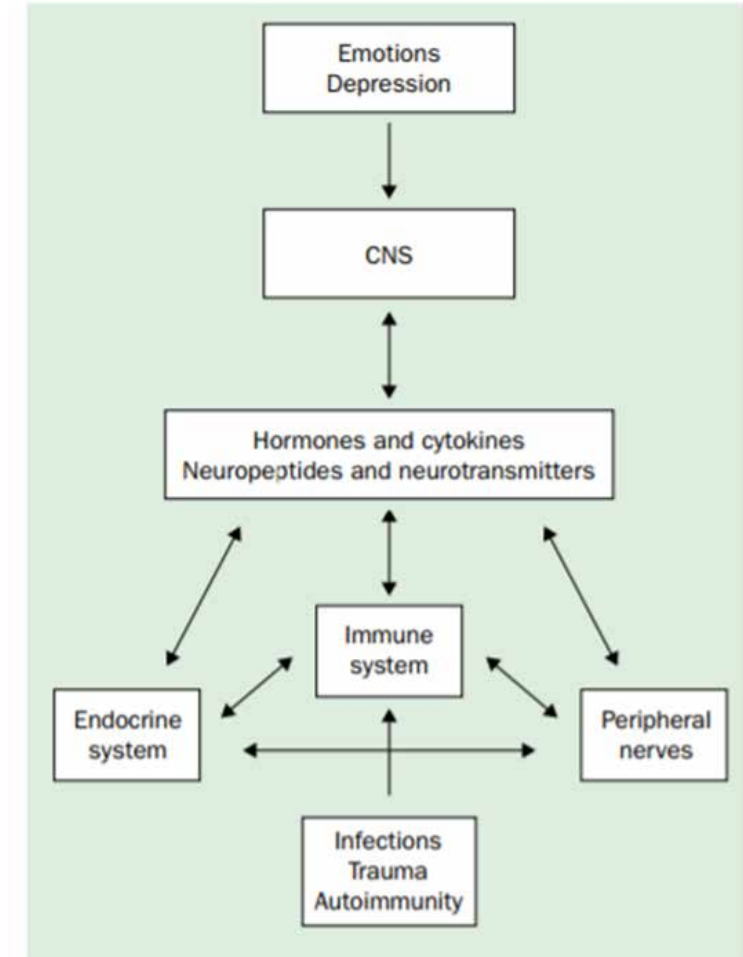 Emotions
Depression
CNS
Hormones and cytokines
Neuropeptides and neurotransmitters
Immune
system
Endocrine
system
Peripheral
nerves
Infections
Trauma
Autoimmunity